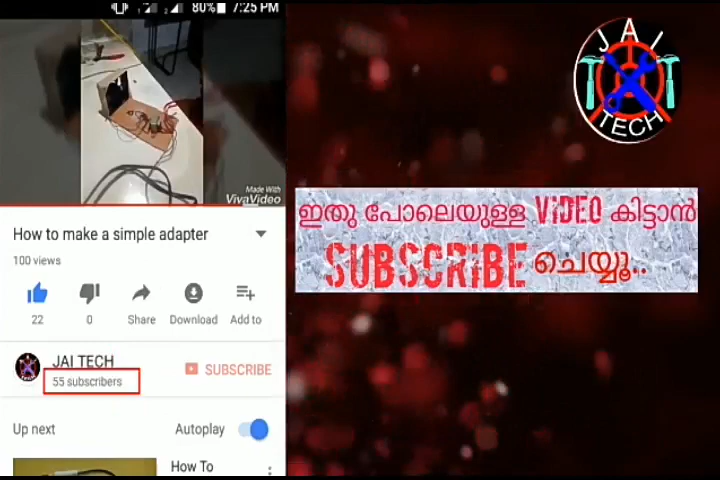 80% 7:25 PM
Made With
VivaVideo
How to make a simple adapter
100 views
22
0
Share
Download
Add to
JAI TECH
55 subscribers
SUBSCRIBE
Up next
Autoplay
How To
JAI
TECH
ഇതു പോലെയുള്ള VIDEO കിട്ടാൻ
SUBSCRIBE ചെയ്യൂ..